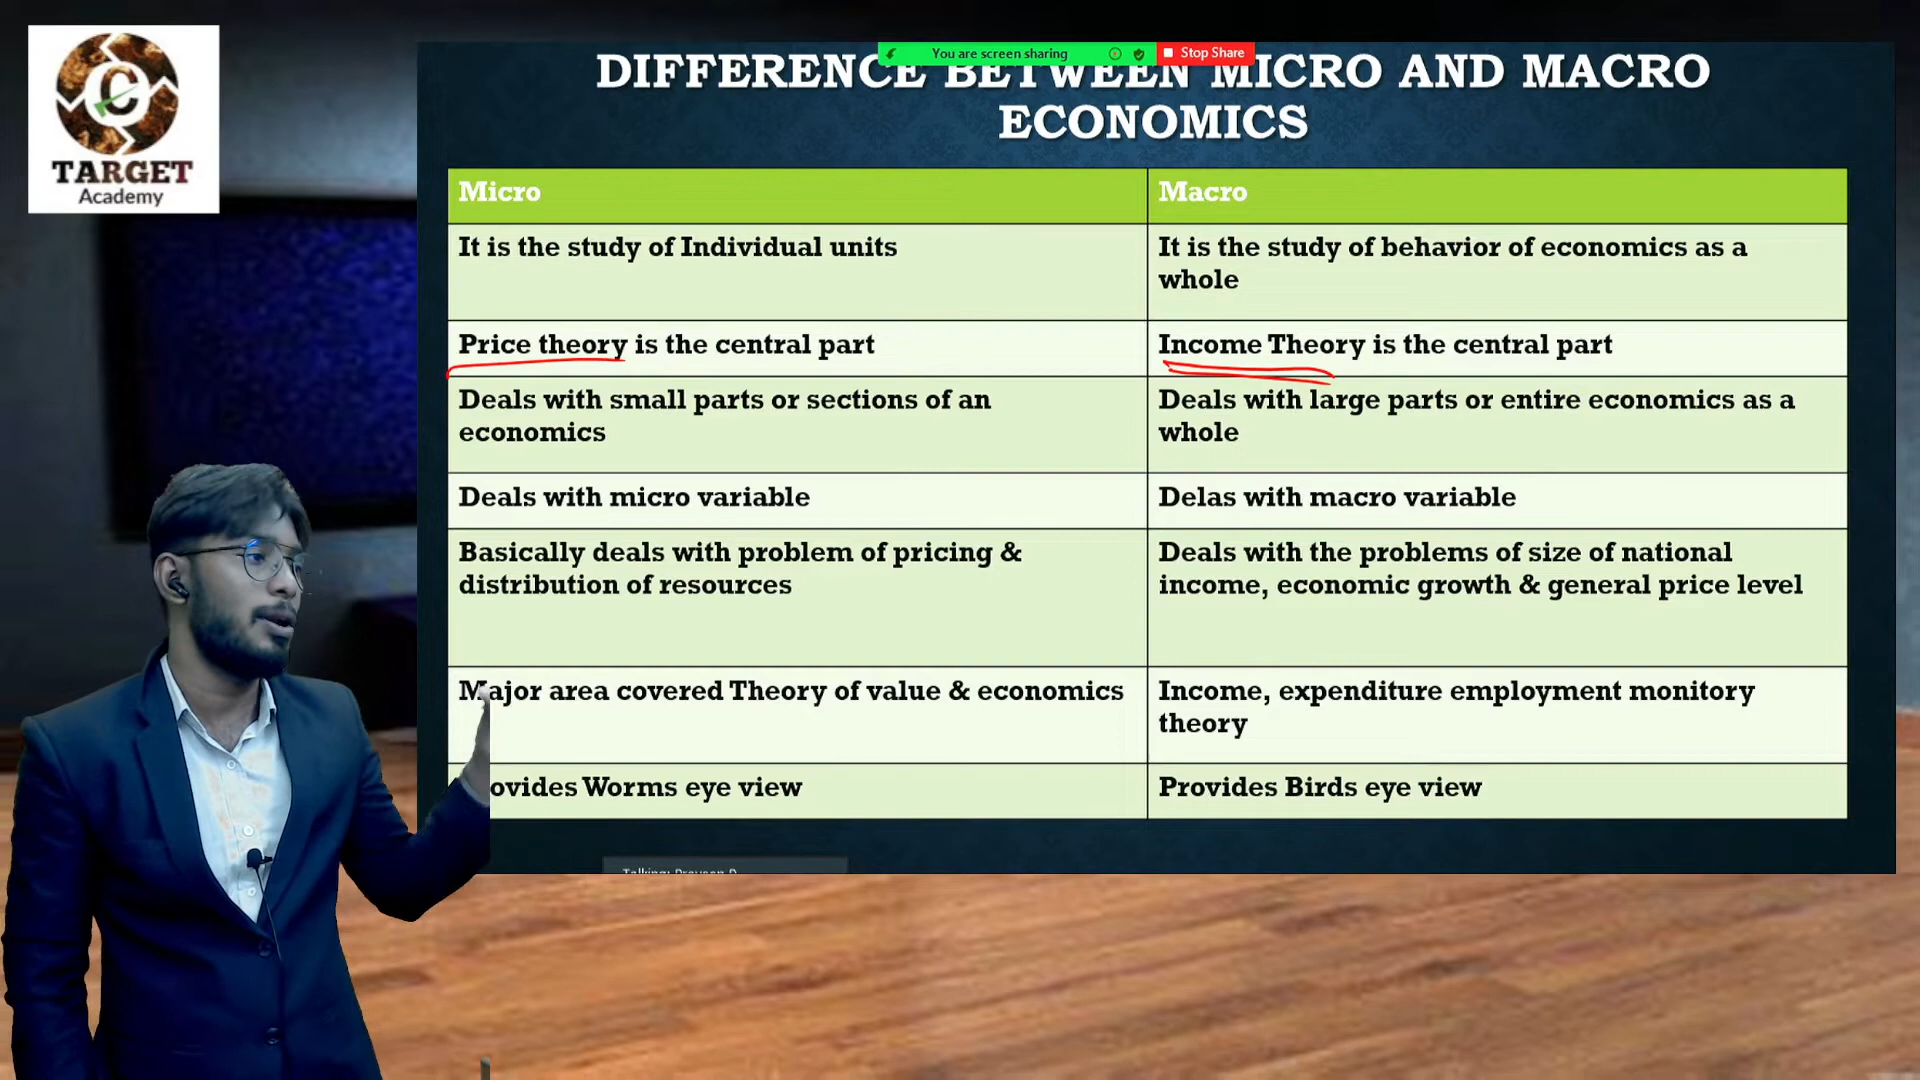 TARGET
Academy
You are screen sharing
Stop Share
DIFFERENCE BETWEEN MICRO AND MACRO
ECONOMICS
Micro
Macro
It is the study of Individual units
It is the study of behavior of economics as a
whole
Price theory is the central part
Income Theory is the central part
Deals with small parts or sections of an
economics
Deals with large parts or entire economics as a
whole
Deals with micro variable
Delas with macro variable
Basically deals with problem of pricing &
distribution of resources
Deals with the problems of size of national
income, economic growth & general price level
Major area covered Theory of value & economics
Income, expenditure employment monitory
theory
ovides Worms eye view
Provides Birds eye view